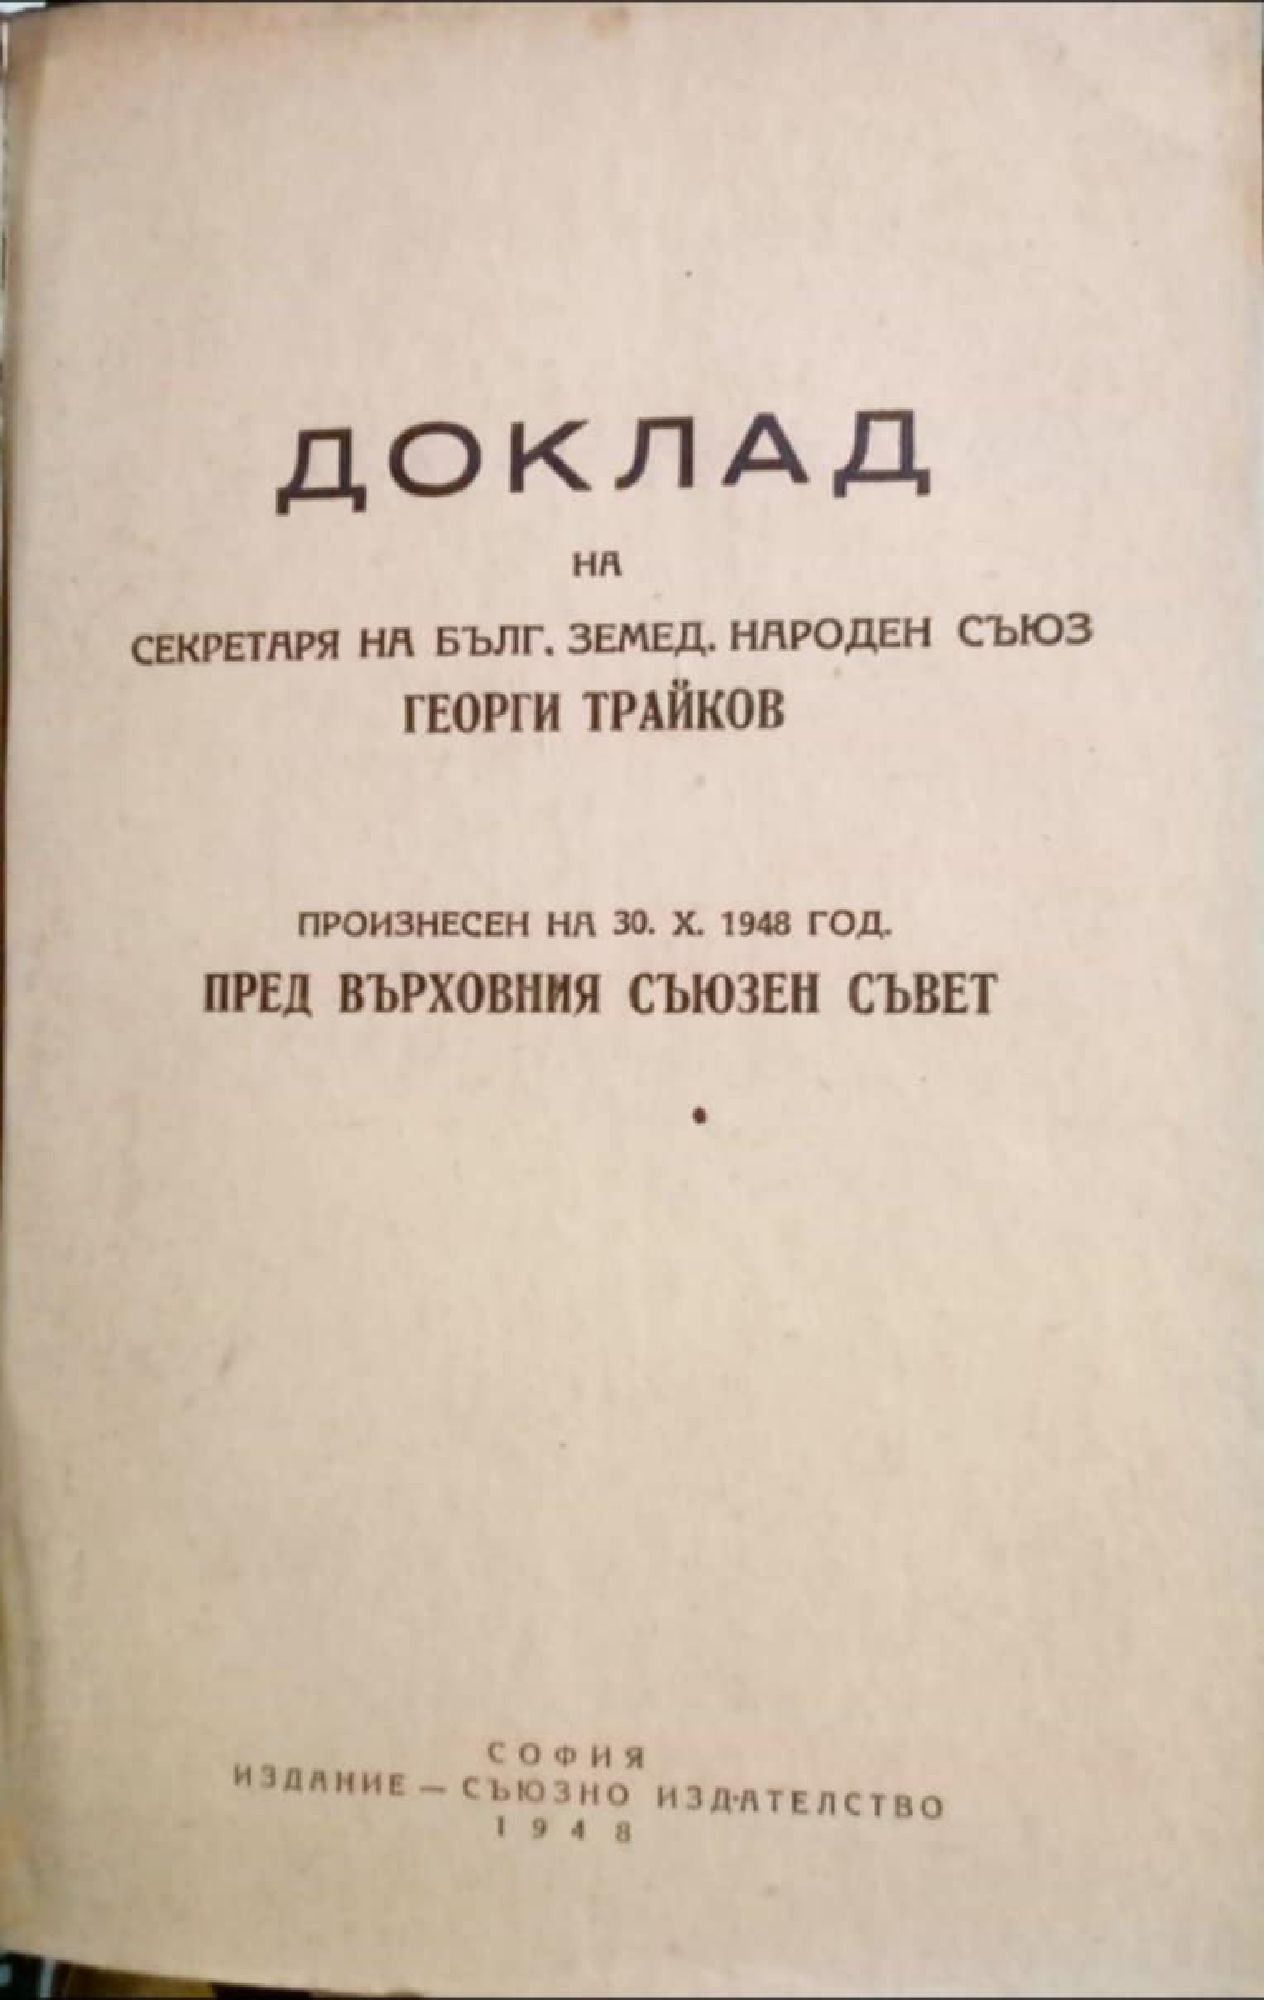 ДОКЛАД
НА
СЕКРЕТАРЯ НА БЪЛГ. ЗЕМЕД. НАРОДЕН СЪЮЗ
ГЕОРГИ ТРАЙКОВ
ПРОИЗНЕСЕН НА 30. X. 1948 ГОД.
ПРЕД ВЪРХОВНИЯ СЪЮЗЕН СЪВЕТ
•
СОФИЯ
ИЗДАНИЕ — СЪЮЗНО ИЗДАТЕЛСТВО
1948